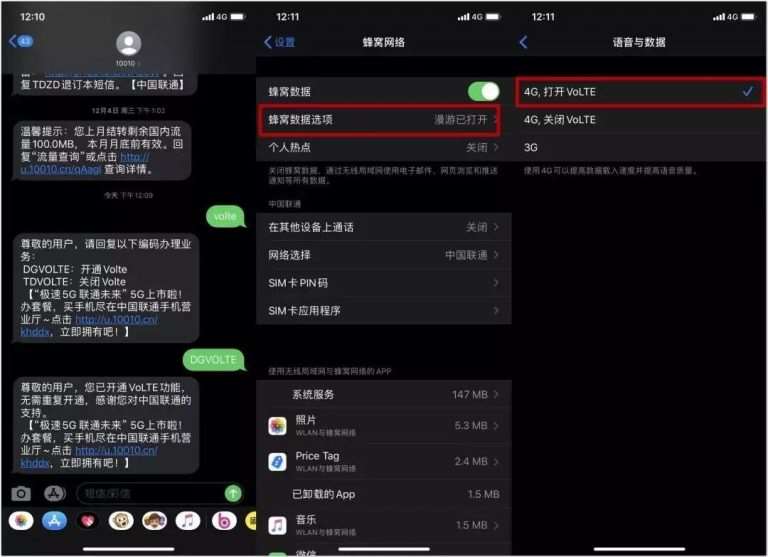 12:10
4G
43
10010
复TDZD退订本短信。【中国联通】
12月4日 周三 下午 1:03
温馨提示：您上月结转剩余国内流
量100.0MB，本月月底前有效。回
复“流量查询”或点击 http://
u.10010.cn/qAagl 查询详情。
今天 下午 12:09
volte
尊敬的用户，请回复以下编码办理业
务：
DGVOLTE：开通Volte
TDVOLTE：关闭Volte
【“极速5G 联通未来” 5G上市啦！
办套餐，买手机尽在中国联通手机营
业厅~点击 http://u.10010.cn/
khddx，立即拥有吧！】
DGVOLTE
尊敬的用户，您已开通VoLTE功能，
无需重复开通，感谢您对中国联通的
支持。
【“极速5G 联通未来” 5G上市啦！
办套餐，买手机尽在中国联通手机营
业厅~点击 http://u.10010.cn/
khddx，立即拥有吧！】
短信/彩信
12:11
4G
设置
蜂窝网络
蜂窝数据
蜂窝数据选项 漫游已打开
个人热点 关闭
关闭蜂窝数据，通过无线局域网使用电子邮件、网页浏览和推送
通知等所有数据。
中国联通
在其他设备上通话 关闭
网络选择 中国联通
SIM卡PIN码
SIM卡应用程序
使用无线局域网与蜂窝网络的APP
系统服务 147 MB
照片 5.3 MB
WLAN与蜂窝网络
Price Tag 2.4 MB
WLAN与蜂窝网络
已卸载的App 1.5 MB
音乐 1.5 MB
WLAN与蜂窝网络
微信
12:11
4G
语音与数据
4G, 打开VoLTE
4G, 关闭VoLTE
3G
使用4G可以提高数据载入速度并提高语音质量。